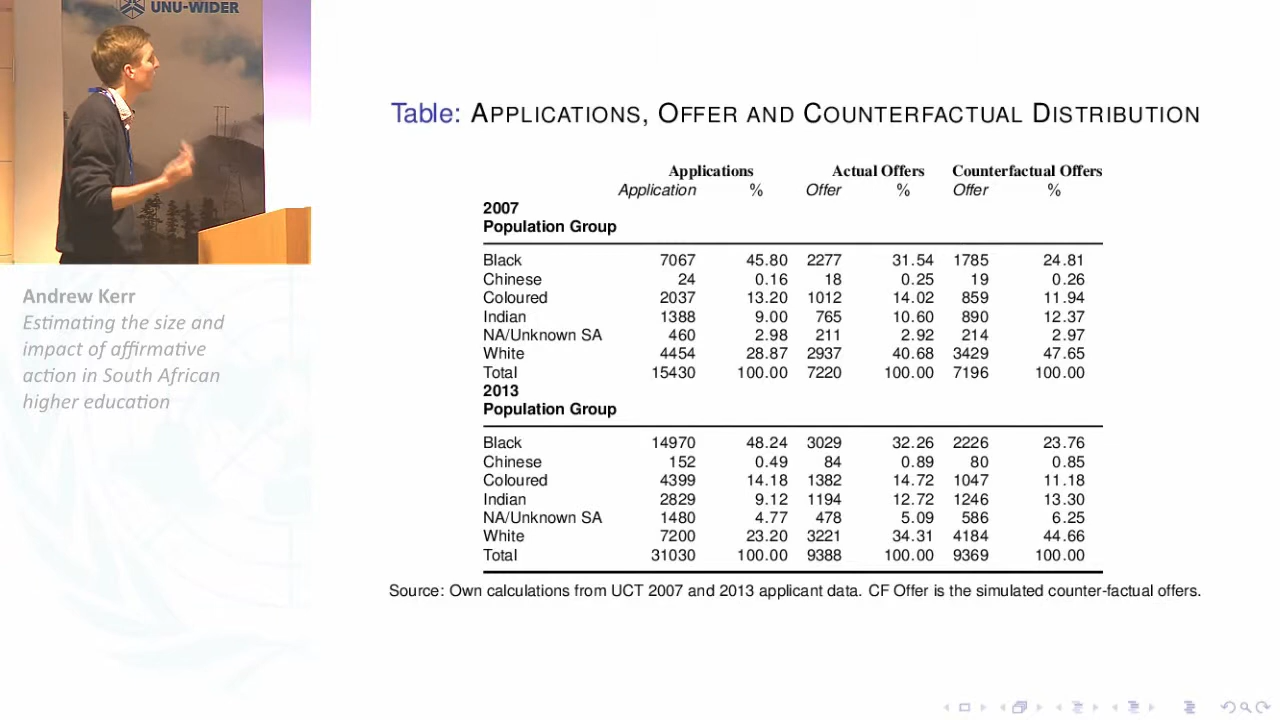 UNU-WIDER
Andrew Kerr
Estimating the size and
impact of affirmative
action in South African
higher education
Table: APPLICATIONS, OFFER AND COUNTERFACTUAL DISTRIBUTION
Applications Actual Offers Counterfactual Offers
Application % Offer % Offer %
2007
Population Group
Black 7067 45.80 2277 31.54 1785 24.81
Chinese 24 0.16 18 0.25 19 0.26
Coloured 2037 13.20 1012 14.02 859 11.94
Indian 1388 9.00 765 10.60 890 12.37
NA/Unknown SA 460 2.98 211 2.92 214 2.97
White 4454 28.87 2937 40.68 3429 47.65
Total 15430 100.00 7220 100.00 7196 100.00
2013
Population Group
Black 14970 48.24 3029 32.26 2226 23.76
Chinese 152 0.49 84 0.89 80 0.85
Coloured 4399 14.18 1382 14.72 1047 11.18
Indian 2829 9.12 1194 12.72 1246 13.30
NA/Unknown SA 1480 4.77 478 5.09 586 6.25
White 7200 23.20 3221 34.31 4184 44.66
Total 31030 100.00 9388 100.00 9369 100.00
Source: Own calculations from UCT 2007 and 2013 applicant data. CF Offer is the simulated counter-factual offers.